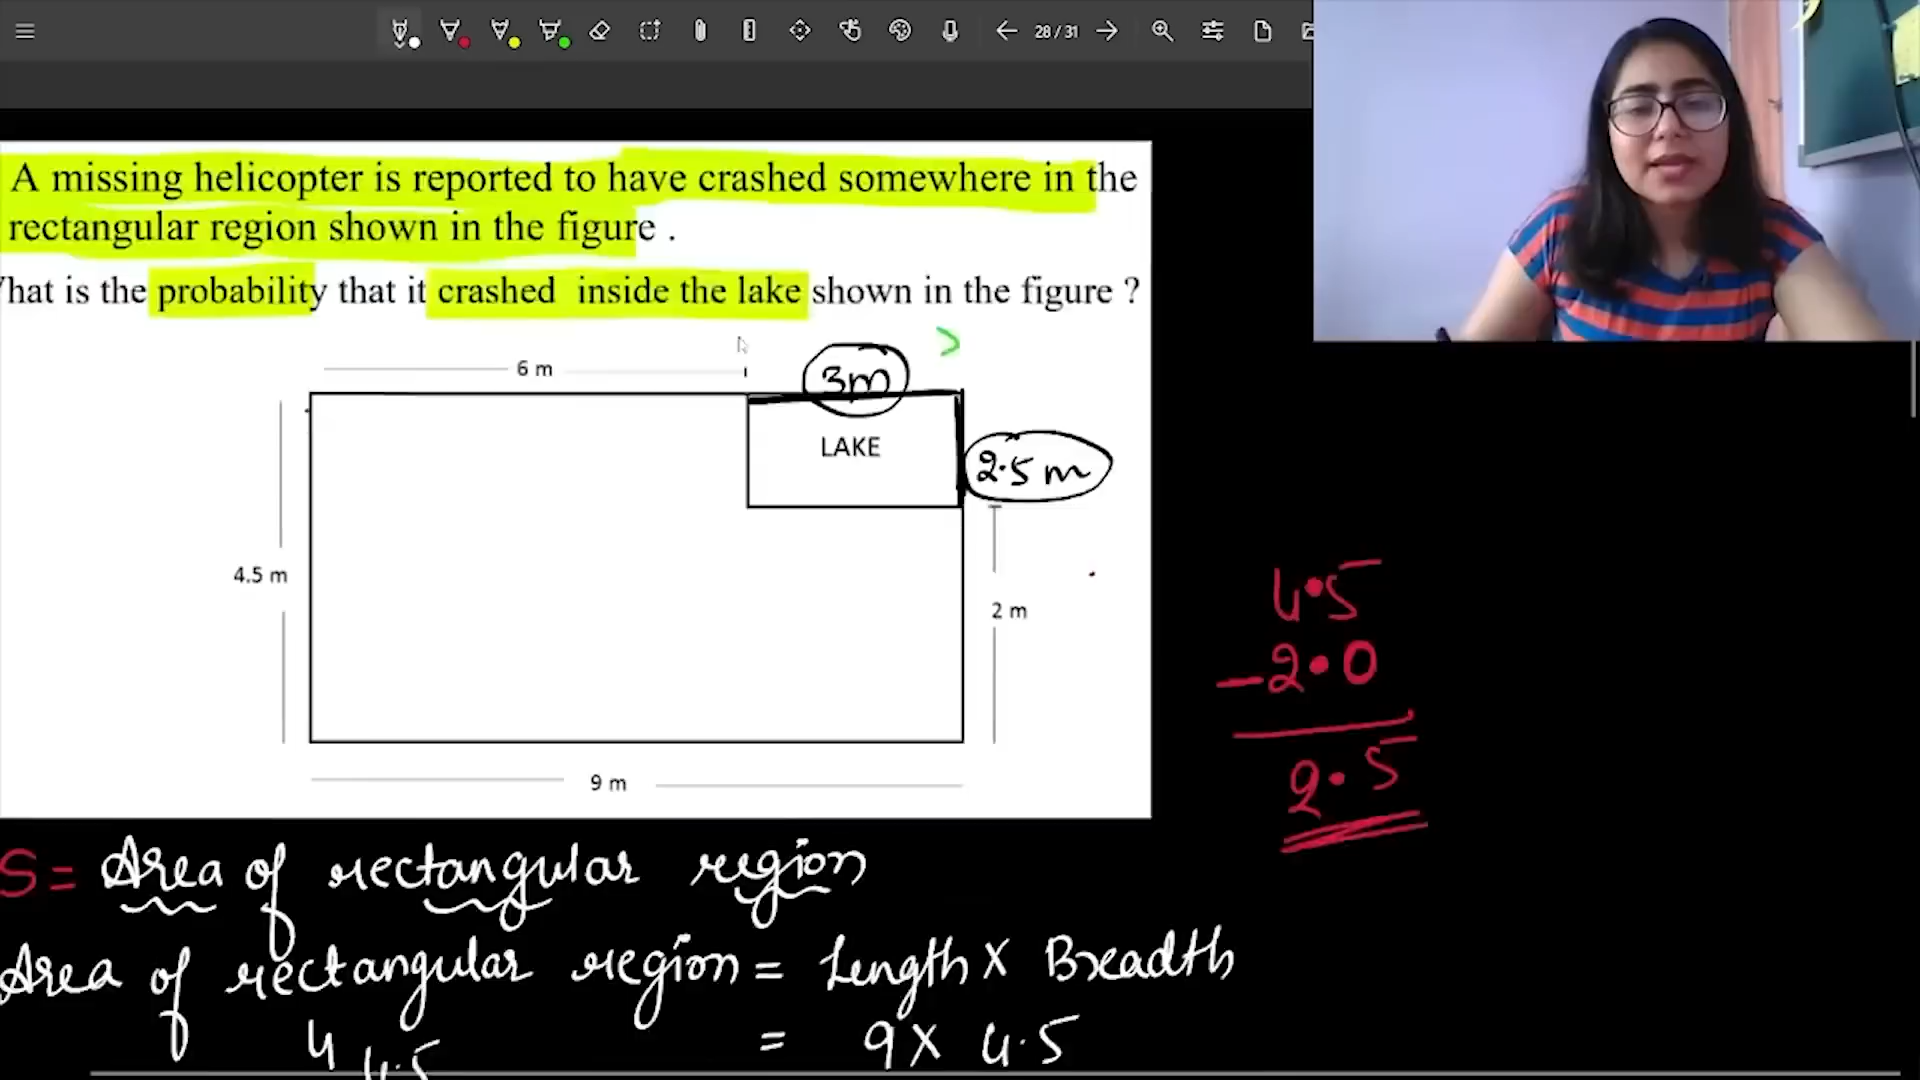 28 / 31
A missing helicopter is reported to have crashed somewhere in the
rectangular region shown in the figure .
hat is the probability that it crashed inside the lake shown in the figure ?
6 m
3m
LAKE
2.5 m
4.5 m
2 m
9 m
4.5
-2.0
2.5
S = Area of rectangular region
Area of rectangular region = Length X Breadth
4
= 9 X 4.5
4.5